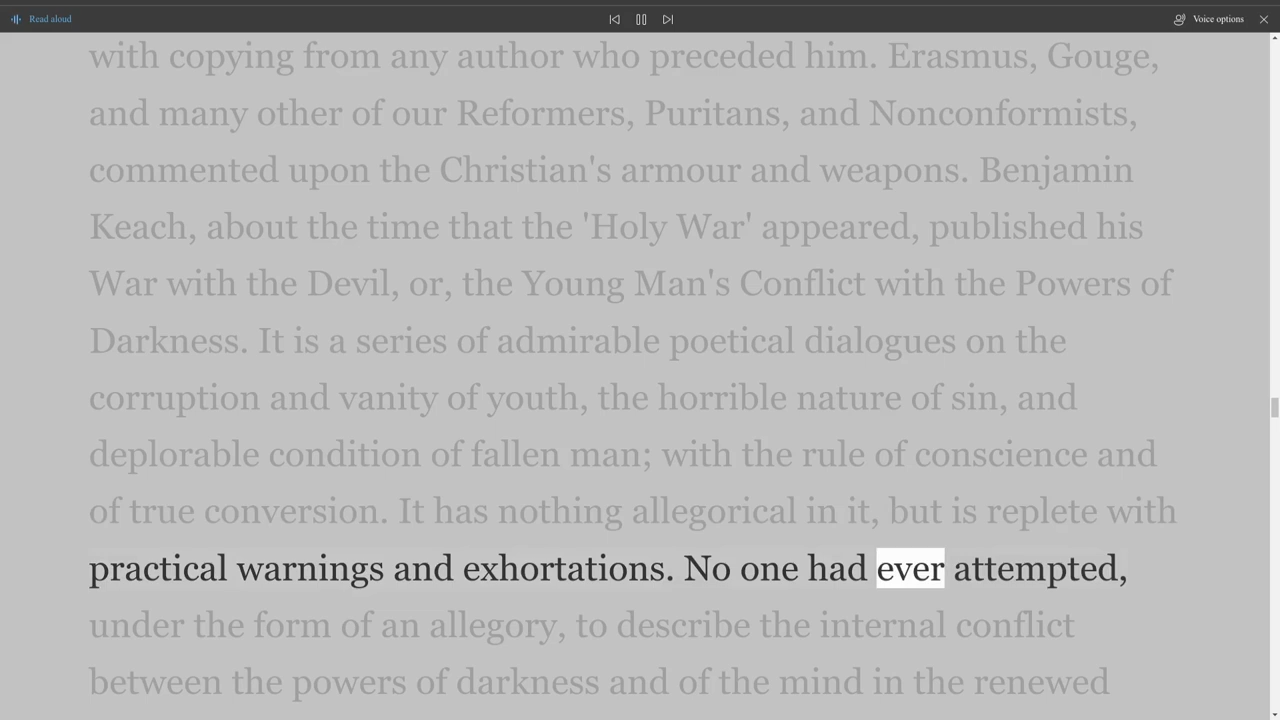 Read aloud
Voice options
with copying from any author who preceded him. Erasmus, Gouge,
and many other of our Reformers, Puritans, and Nonconformists,
commented upon the Christian's armour and weapons. Benjamin
Keach, about the time that the 'Holy War' appeared, published his
War with the Devil, or, the Young Man's Conflict with the Powers of
Darkness. It is a series of admirable poetical dialogues on the
corruption and vanity of youth, the horrible nature of sin, and
deplorable condition of fallen man; with the rule of conscience and
of true conversion. It has nothing allegorical in it, but is replete with
practical warnings and exhortations. No one had ever attempted,
under the form of an allegory, to describe the internal conflict
between the powers of darkness and of the mind in the renewed